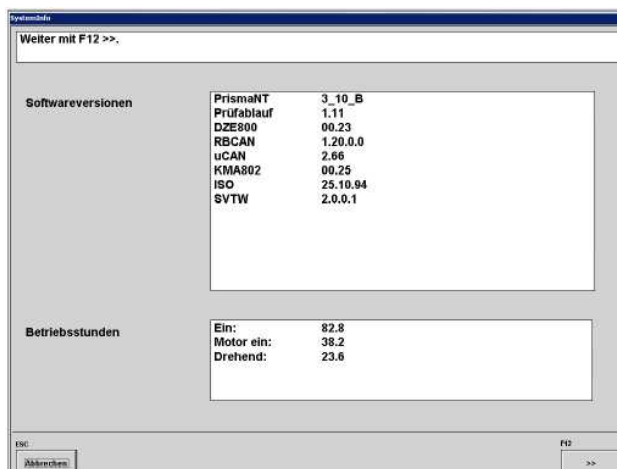 SystemInfo
Weiter mit F12 >>.
Softwareversionen
PrismaNT 3_10_B
Prüfablauf 1.11
DZE800 00.23
RBCAN 1.20.0.0
uCAN 2.66
KMA802 00.25
ISO 25.10.94
SVTW 2.0.0.1
Betriebsstunden
Ein: 82.8
Motor ein: 38.2
Drehend: 23.6
ESC
Abbrechen
F12
>>